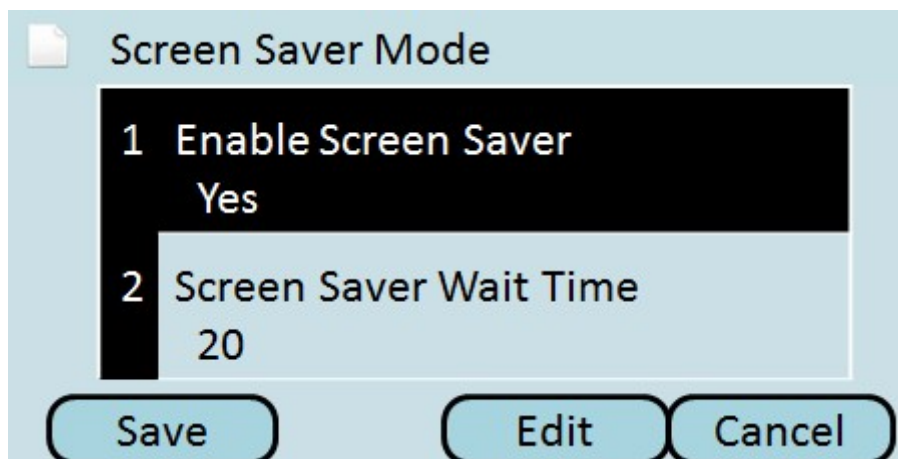 Screen Saver Mode
1 Enable Screen Saver
Yes
2 Screen Saver Wait Time
20
Save Edit Cancel